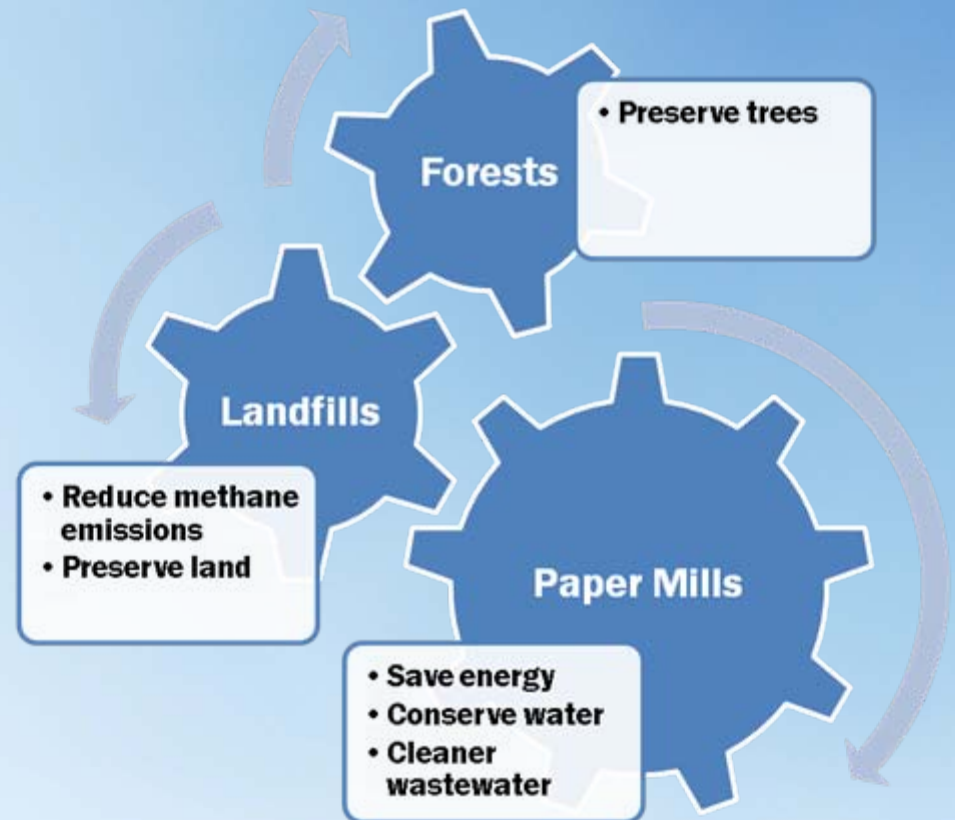 Forests
• Preserve trees
Landfills
• Reduce methane
emissions
• Preserve land
Paper Mills
• Save energy
• Conserve water
• Cleaner
wastewater